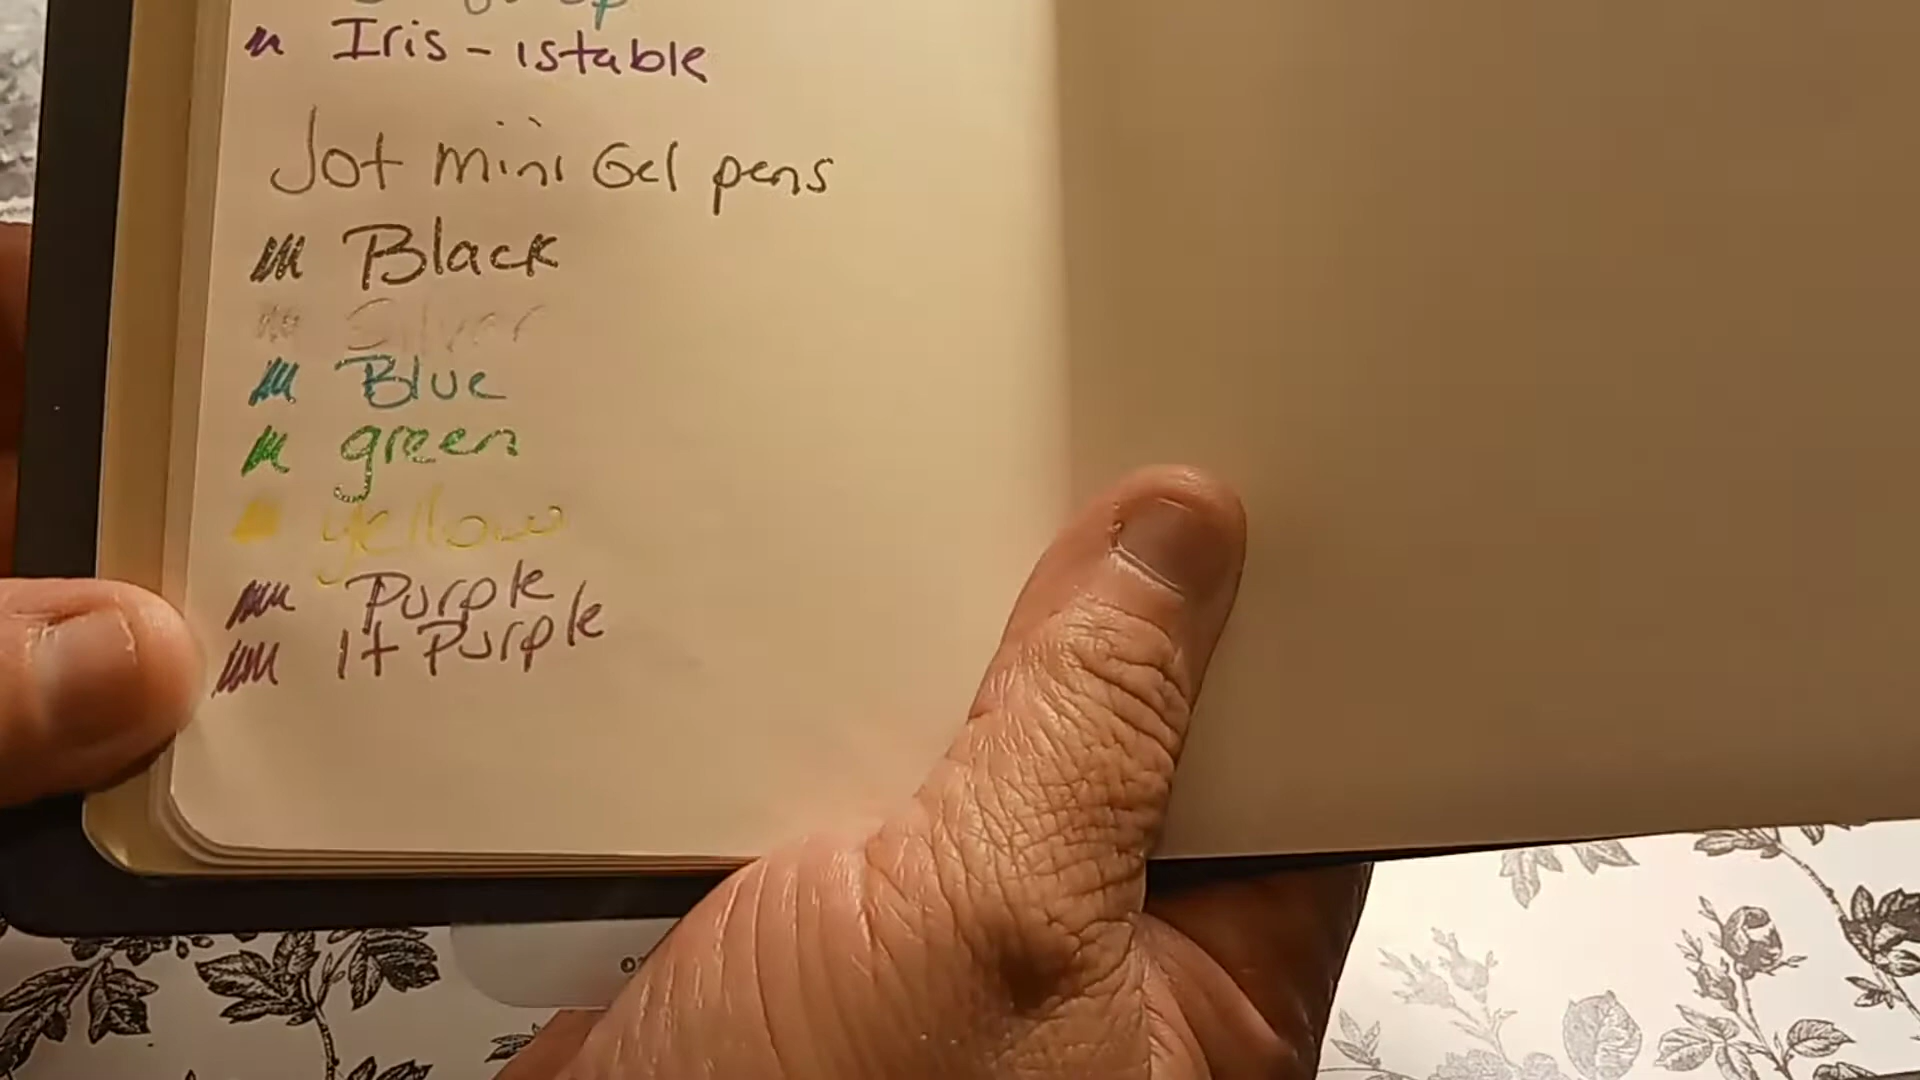 Iris - istable
Jot mini Gel pens
Black
Silver
Blue
green
yellow
Purple
lt Purple